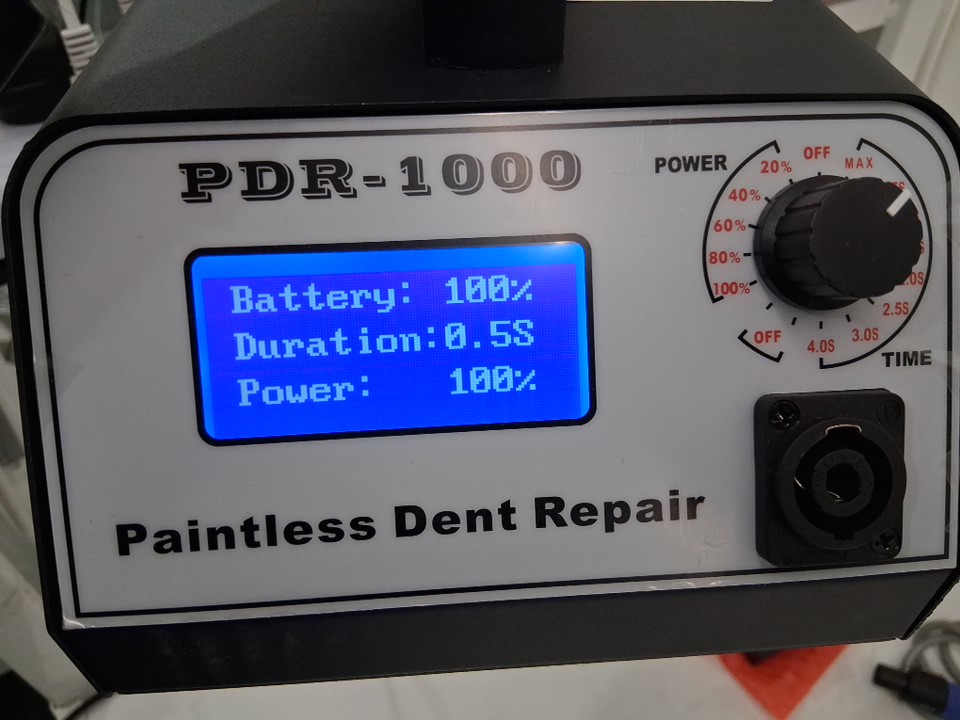 PDR-1000
Battery: 100%
Duration:0.5S
Power: 100%
POWER
OFF
20%
40%
60%
80%
100%
OFF
MAX
2.5S
3.0S
4.0S
TIME
Paintless Dent Repair